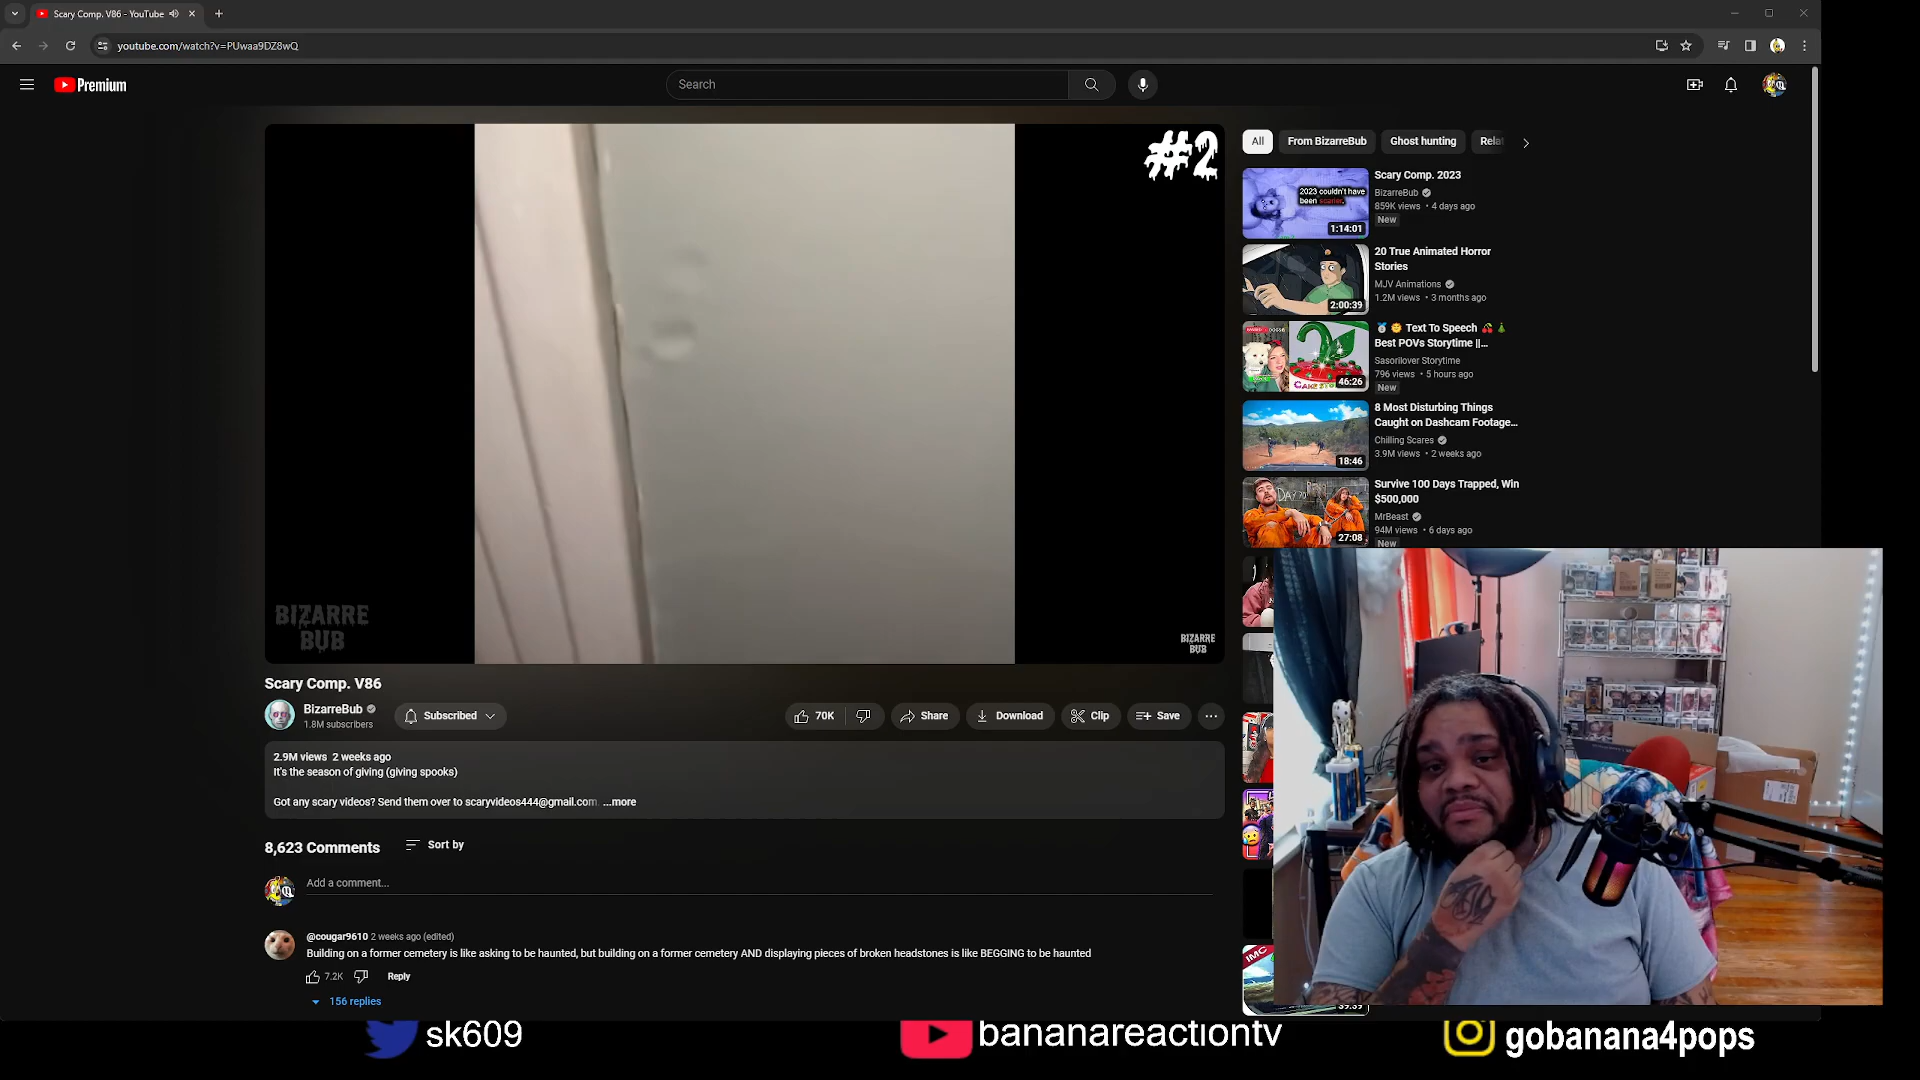 Scary Comp. V86 - YouTube
youtube.com/watch?v=PUwaa9DZ8wQ
Premium
Search
#2
BIZARRE
BUB
BIZARRE
BUB
All
From BizarreBub
Ghost hunting
Rela
2023 couldn't have
been scarier.
1:14:01
Scary Comp. 2023
BizarreBub
859K views • 4 days ago
New
2:00:39
20 True Animated Horror
Stories
MJV Animations
1.2M views • 3 months ago
46:26
Text To Speech
Best POVs Storytime ||...
Sasorilover Storytime
796 views • 5 hours ago
New
18:46
8 Most Disturbing Things
Caught on Dashcam Footage...
Chilling Scares
3.9M views • 2 weeks ago
27:08
Survive 100 Days Trapped, Win
$500,000
MrBeast
94M views • 6 days ago
New
Scary Comp. V86
BizarreBub
1.8M subscribers
Subscribed
70K
Share
Download
Clip
Save
2.9M views 2 weeks ago
It's the season of giving (giving spooks)
Got any scary videos? Send them over to scaryvideos444@gmail.com. ...more
8,623 Comments
Sort by
Add a comment...
@cougar9610 2 weeks ago (edited)
Building on a former cemetery is like asking to be haunted, but building on a former cemetery AND displaying pieces of broken headstones is like BEGGING to be haunted
7.2K
Reply
156 replies
IMC
39:39
sk609
bananareactiontv
gobanana4pops